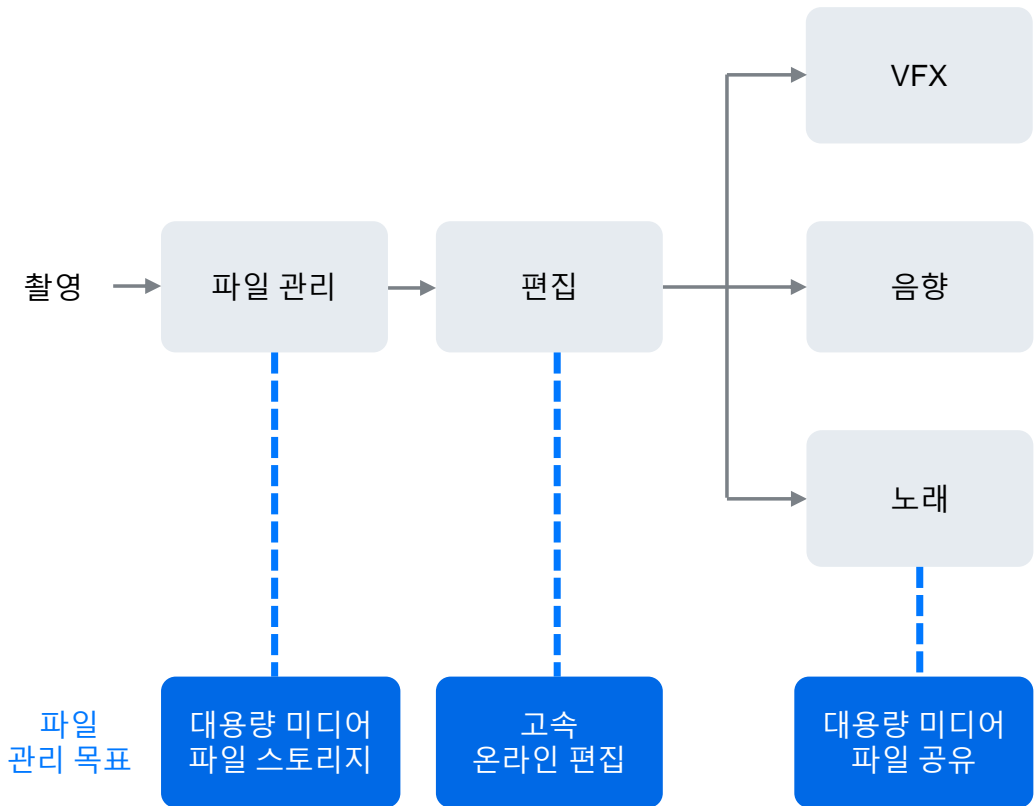 VFX
촬영
파일 관리
편집
음향
노래
파일
관리 목표
대용량 미디어
파일 스토리지
고속
온라인 편집
대용량 미디어
파일 공유